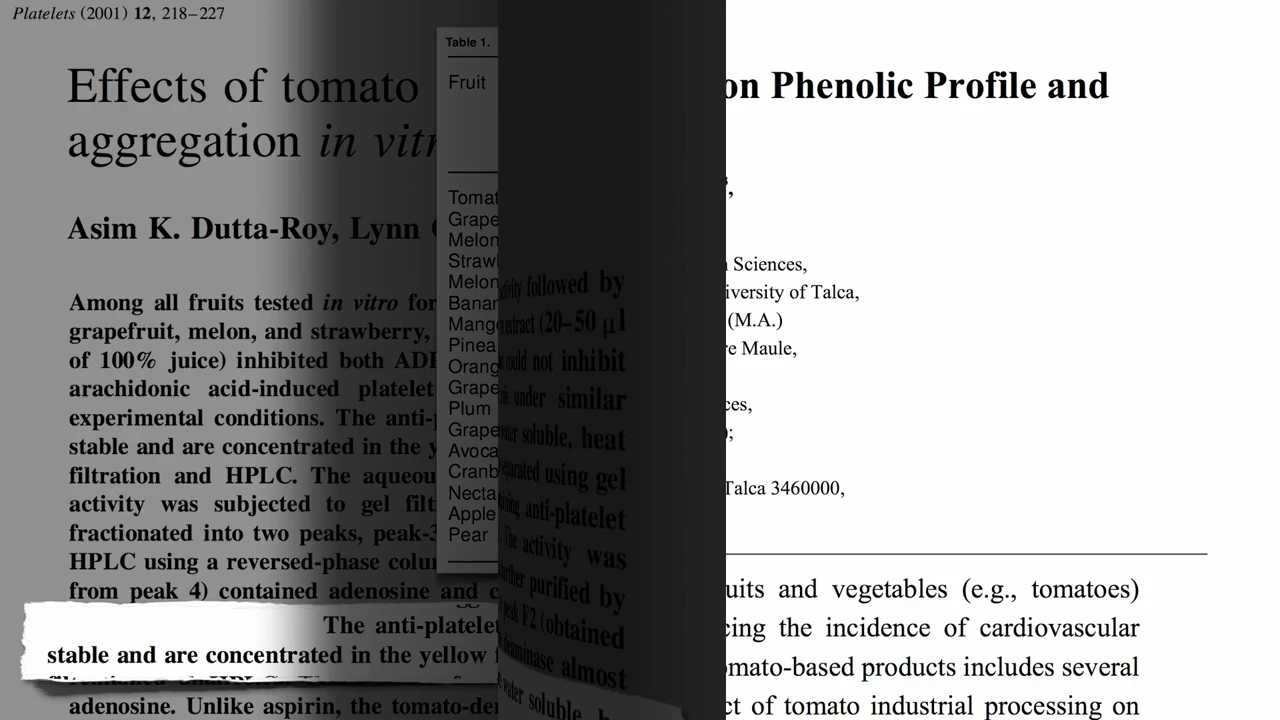 Platelets (2001) 12, 218–227
Effects of tomato
aggregation in vitr
Asim K. Dutta-Roy, Lynn
Among all fruits tested in vitro for
grapefruit, melon, and strawberry,
of 100% juice) inhibited both ADP
arachidonic acid-induced platelet
experimental conditions. The anti-p
stable and are concentrated in the y
filtration and HPLC. The aqueou
activity was subjected to gel filt
fractionated into two peaks, peak-3
HPLC using a reversed-phase colum
from peak 4) contained adenosine and c
The anti-platelet
stable and are concentrated in the yellow f
adenosine. Unlike aspirin, the tomato-de
Table 1.
Fruit
Tomat
Grape
Melon
Straw
Melon
Banan
Mango
Pinea
Orang
Grape
Plum
Grape
Avoca
Cranb
Necta
Apple
Pear
activity followed by
extract (20–50 μl
could not inhibit
under similar
water soluble, heat
separated using gel
anti-platelet
The activity was
further purified by
peak F2 (obtained
deaminase almost
water soluble, h
on Phenolic Profile and
Sciences,
iversity of Talca,
(M.A.)
re Maule,
ces,
Talca 3460000,
uits and vegetables (e.g., tomatoes)
cing the incidence of cardiovascular
omato-based products includes several
ct of tomato industrial processing on